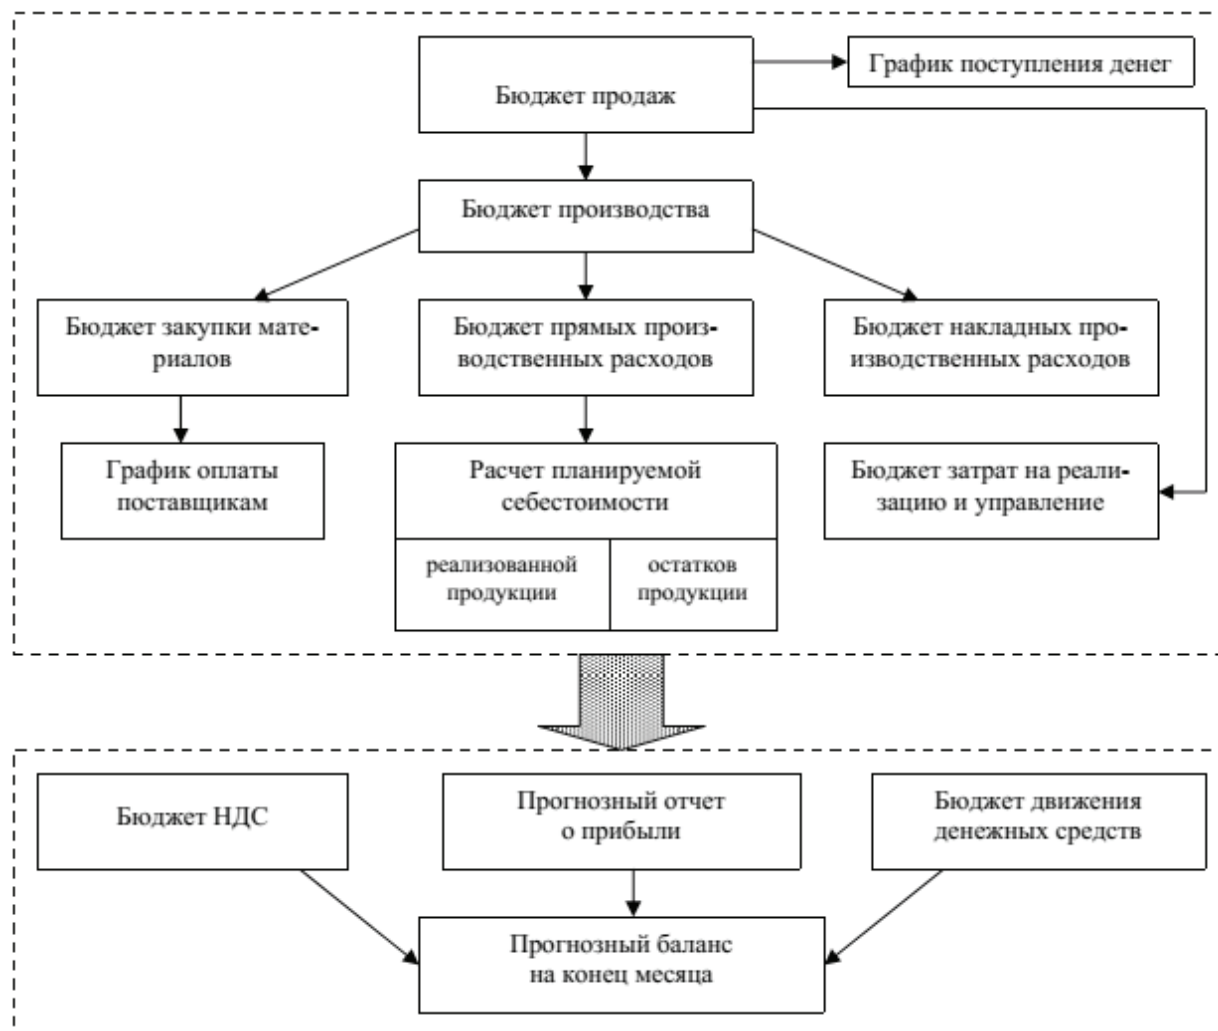 График поступления денег
Бюджет продаж
Бюджет производства
Бюджет закупки мате-
риалов
Бюджет прямых произ-
водственных расходов
Бюджет накладных про-
изводственных расходов
График оплаты
поставщикам
Расчет планируемой
себестоимости
Бюджет затрат на реали-
зацию и управление
реализованной
продукции
остатков
продукции
Бюджет НДС
Прогнозный отчет
о прибыли
Бюджет движения
денежных средств
Прогнозный баланс
на конец месяца